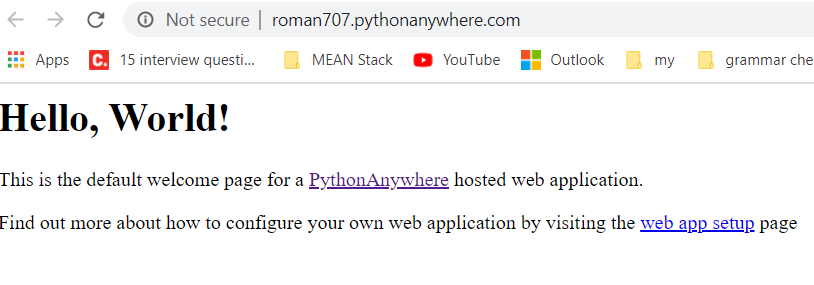 Not secure | roman707.pythonanywhere.com
Apps C. 15 interview questi... MEAN Stack YouTube Outlook my grammar che
Hello, World!
This is the default welcome page for a PythonAnywhere hosted web application.
Find out more about how to configure your own web application by visiting the web app setup page